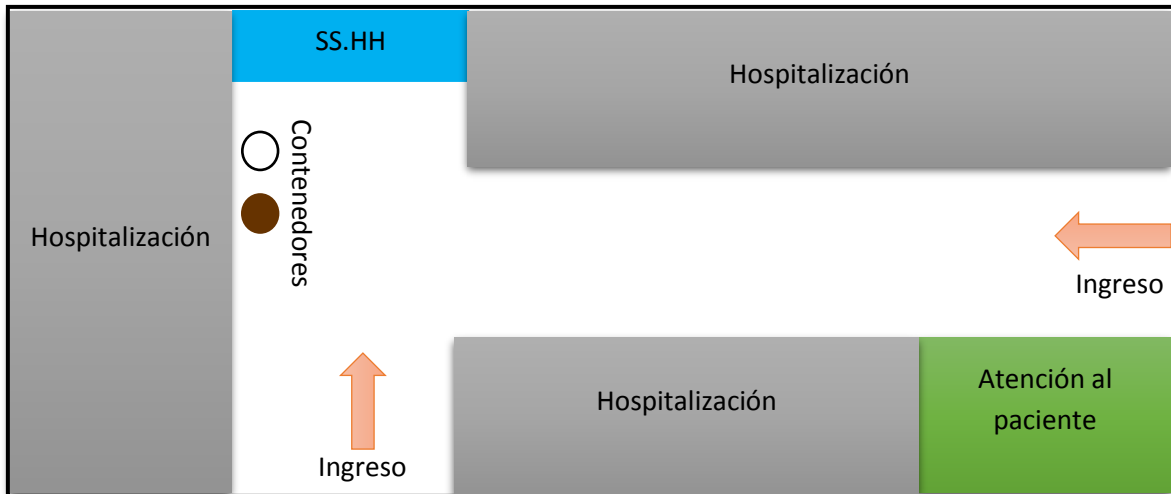 SS.HH
Hospitalización
Contenedores
Hospitalización
Ingreso
Atención al
paciente
Hospitalización
Ingreso